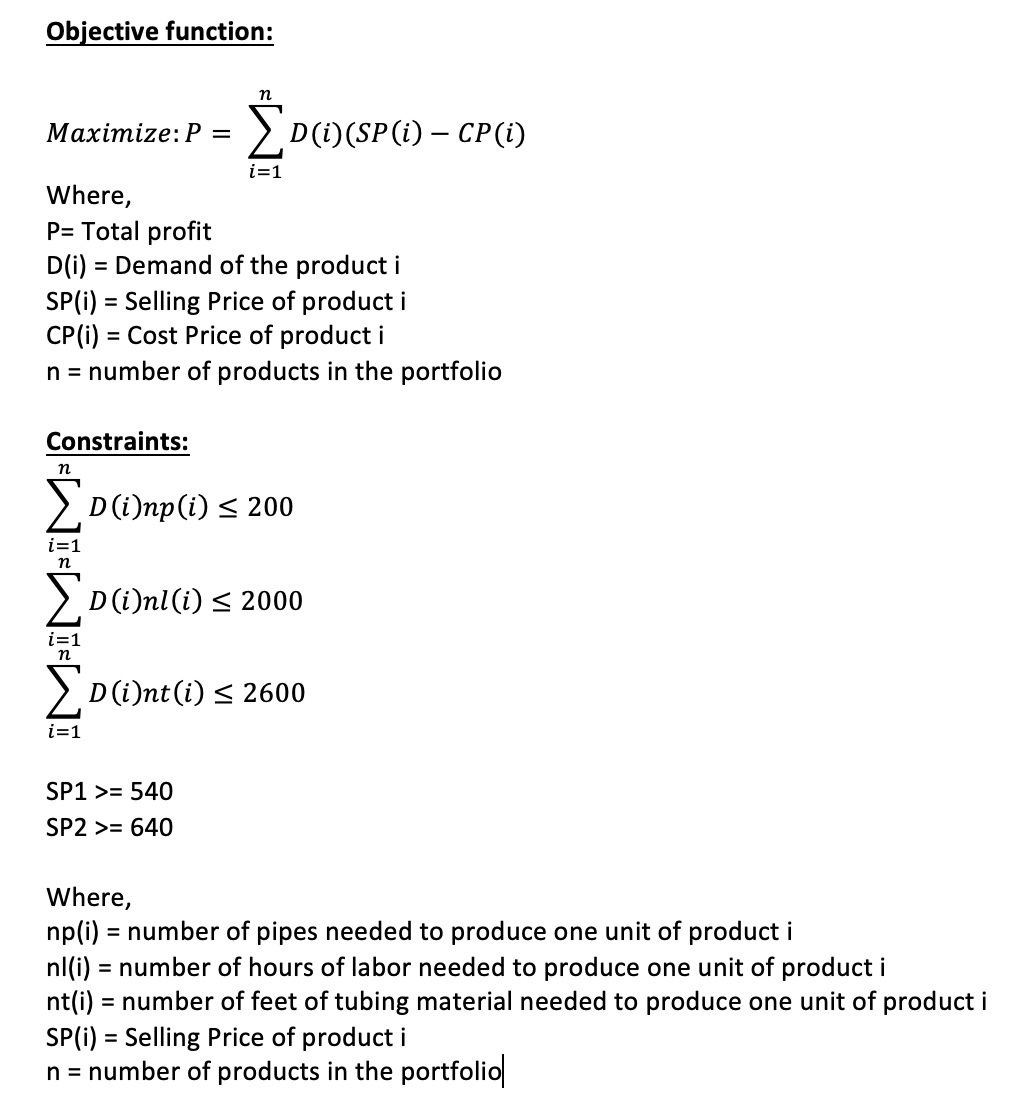 Objective function:
n
Maximize: P = ∑ D(i)(SP(i) − CP(i)
i=1
Where,
P= Total profit
D(i) = Demand of the product i
SP(i) = Selling Price of product i
CP(i) = Cost Price of product i
n = number of products in the portfolio
Constraints:
n
∑ D(i)np(i) ≤ 200
i=1
n
∑ D(i)nl(i) ≤ 2000
i=1
n
∑ D(i)nt(i) ≤ 2600
i=1
SP1 >= 540
SP2 >= 640
Where,
np(i) = number of pipes needed to produce one unit of product i
nl(i) = number of hours of labor needed to produce one unit of product i
nt(i) = number of feet of tubing material needed to produce one unit of product i
SP(i) = Selling Price of product i
n = number of products in the portfolio